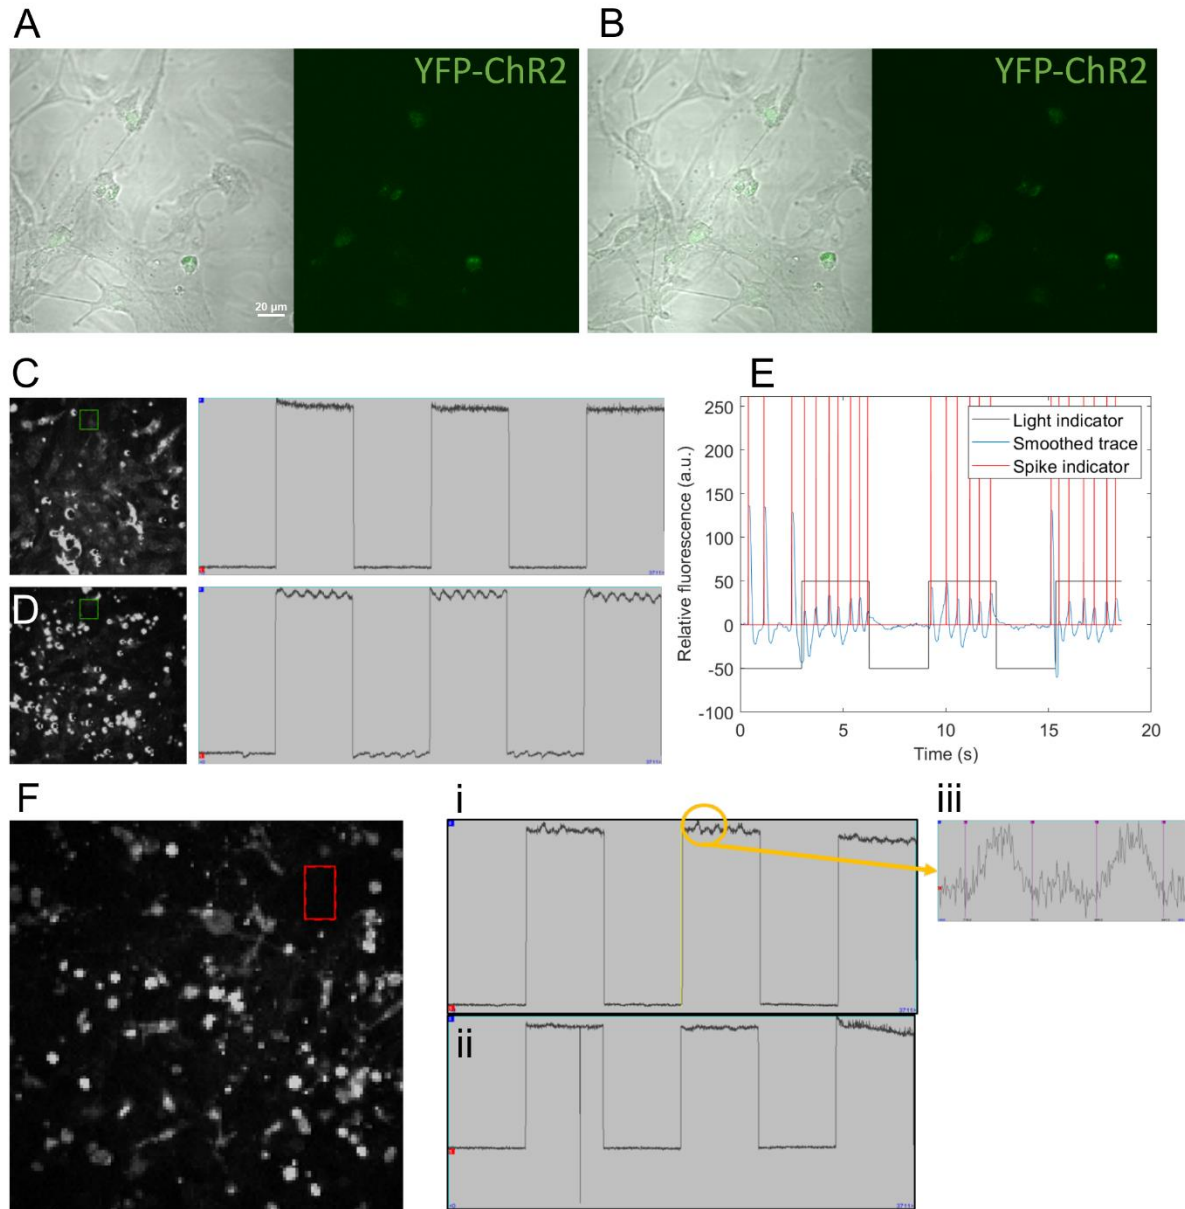 A
B
YFP-ChR2
YFP-ChR2
20 µm
C
E
D
250
200
150
100
50
0
-50
-100
Relative fluorescence (a.u.)
Light indicator
Smoothed trace
Spike indicator
0
5
10
15
20
Time (s)
F
i
iii
ii